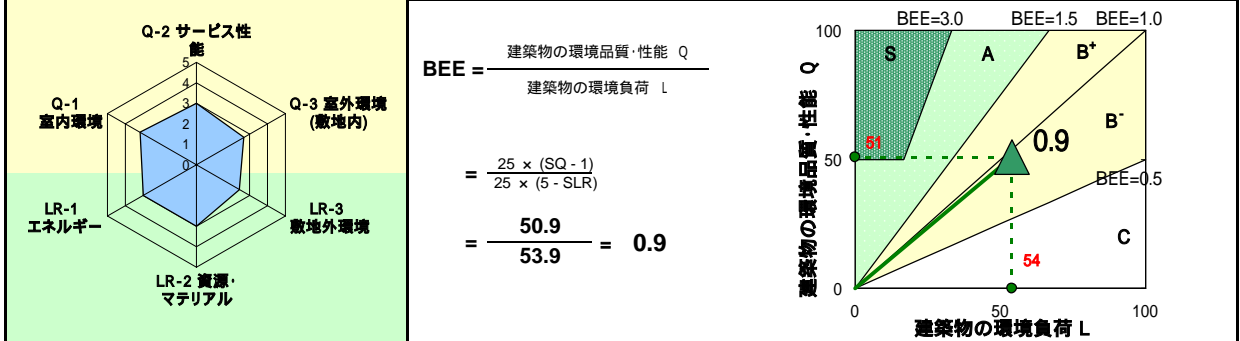 Q-2 サービス性
能
5
4
3
2
1
0
Q-1
室内環境
Q-3 室外環境
(敷地内)
LR-1
エネルギー
LR-3
敷地外環境
LR-2 資源・
マテリアル
BEE = 建築物の環境品質・性能 Q
建築物の環境負荷 L
= 25 × (SQ - 1)
25 × (5 - SLR)
= 50.9
53.9
= 0.9
BEE=3.0 BEE=1.5 BEE=1.0
100
S A B+
B-
51
0.9
50
BEE=0.5
C
54
0
0 50 100
建築物の環境品質・性能 Q
建築物の環境負荷 L